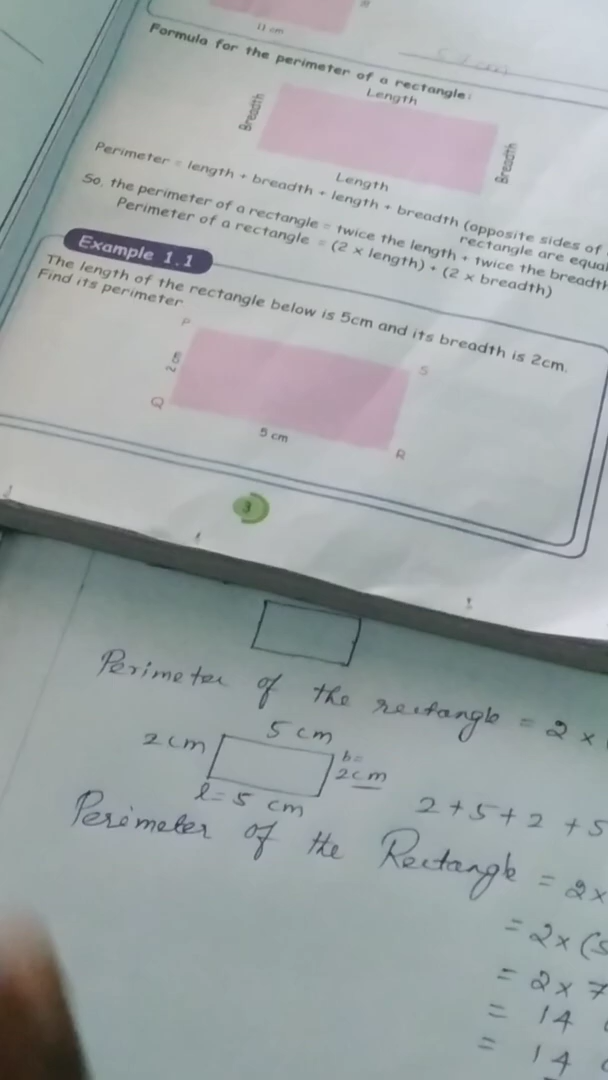 11 cm
Formula for the perimeter of a rectangle:
Length
Breadth
Breadth
Length
Perimeter = length + breadth + length + breadth (opposite sides of
rectangle are equal
So, the perimeter of a rectangle = twice the length + twice the breadth
Perimeter of a rectangle = (2 × length) + (2 × breadth)
Example 1.1
The length of the rectangle below is 5cm and its breadth is 2cm.
Find its perimeter
P
S
2 cm
Q
5 cm
R
3
Perimeter of the rectangle = 2 ×
5 cm
2 cm
b=
2cm
l=5 cm
2+5+2+5
Perimeter of the Rectangle = 2×
= 2×(5
= 2×7
= 14
= 14